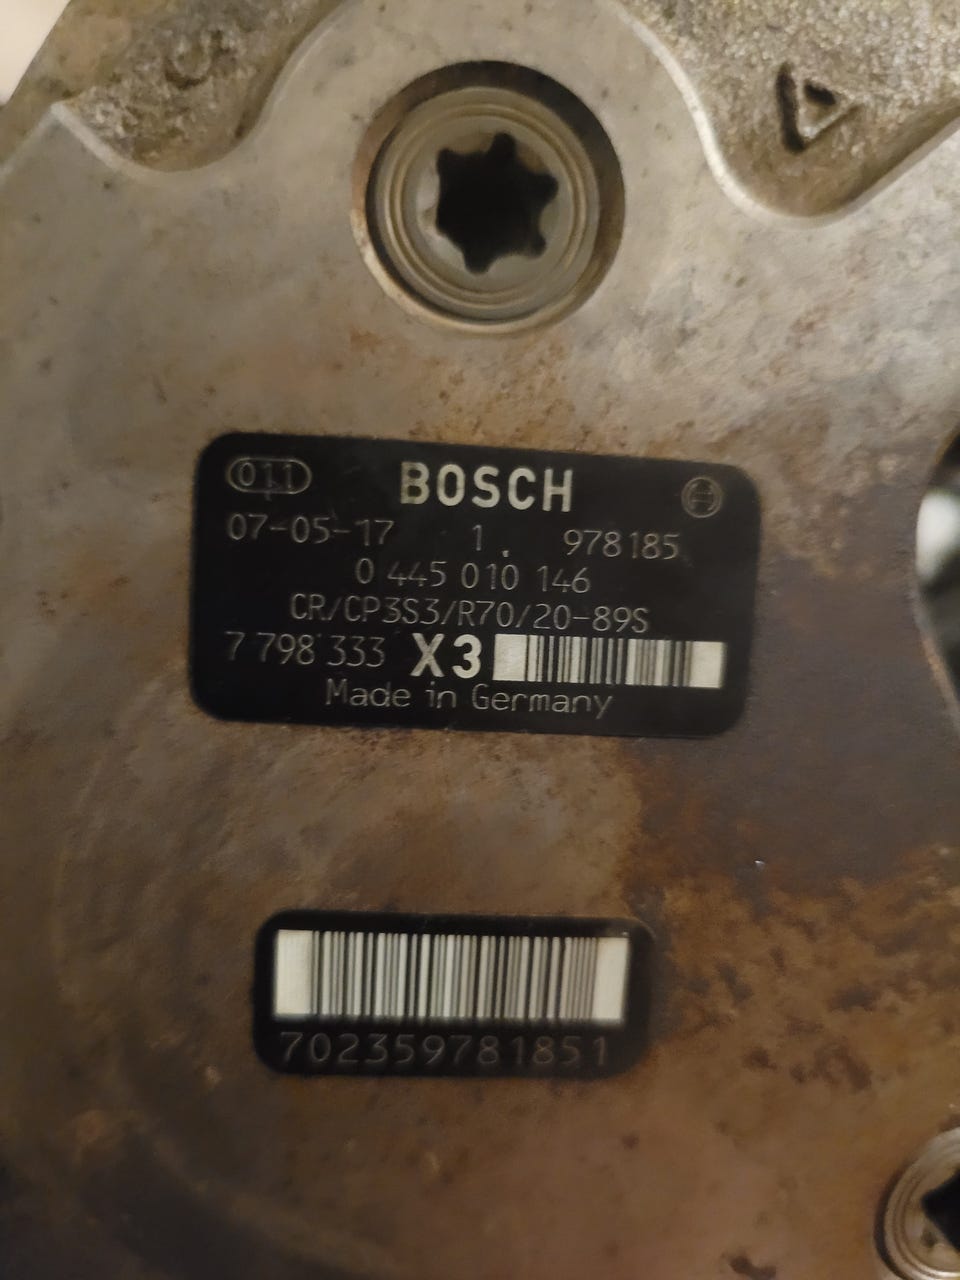 011 BOSCH
07-05-17 1. 978185
0 445 010 146
CR/CP3S3/R70/20-89S
7 798 333 X3
Made in Germany
702359781851